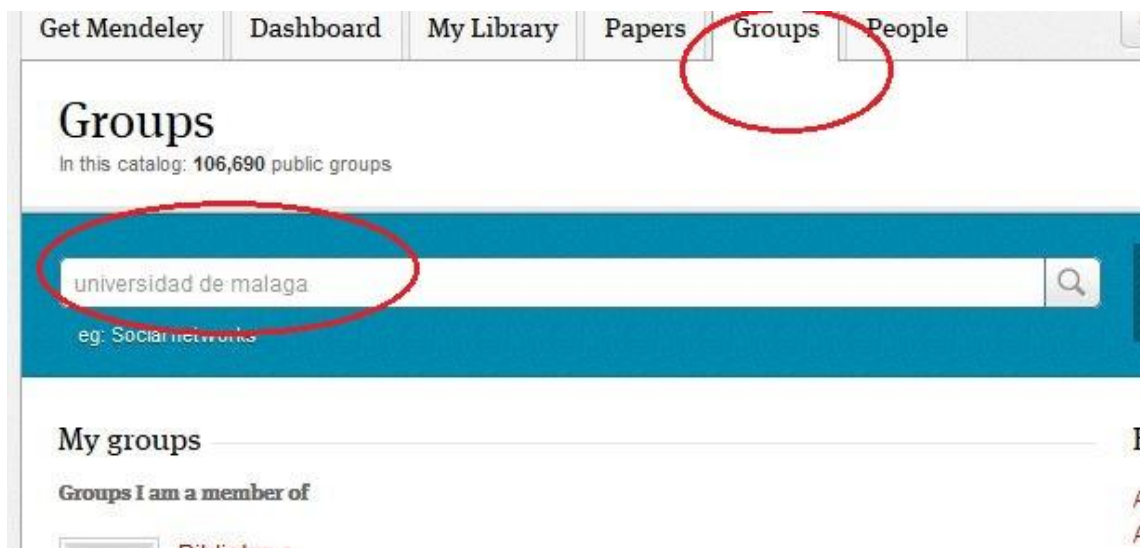 Get Mendeley Dashboard My Library Papers Groups People
Groups
In this catalog: 106,690 public groups
universidad de malaga
eg: Social networks
My groups
Groups I am a member of